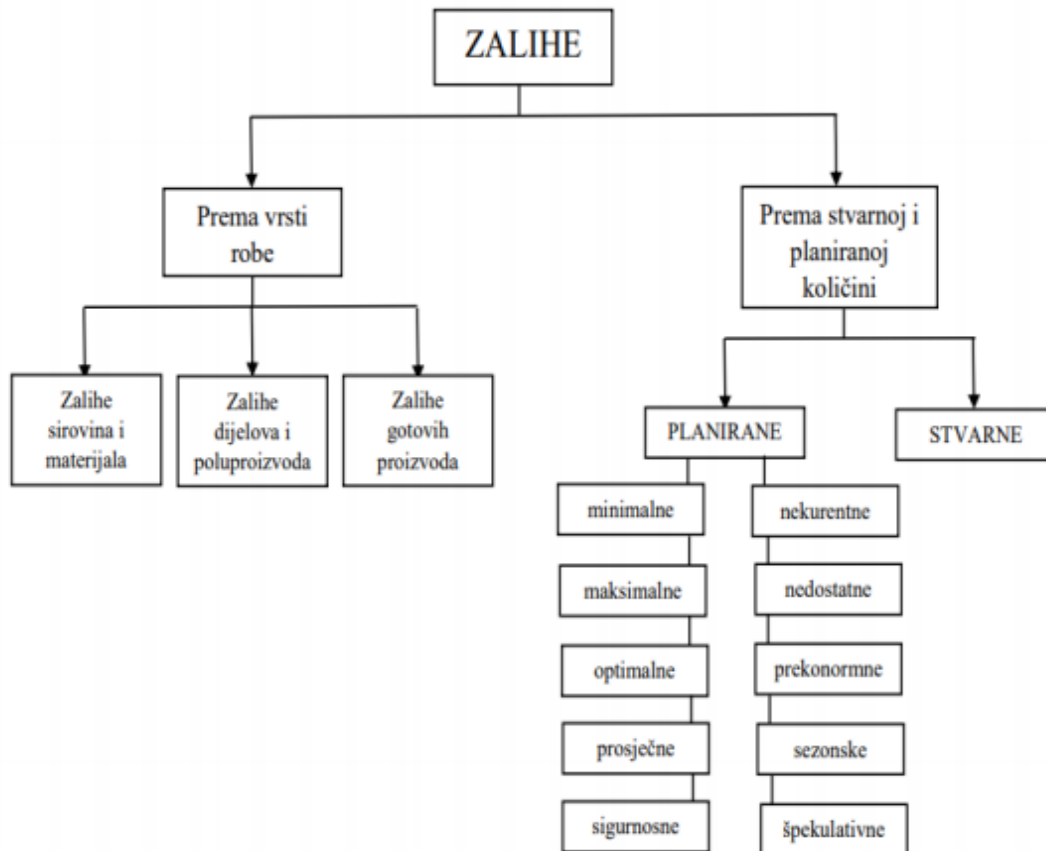 ZALIHE
Prema vrsti
robe
Prema stvarnoj i
planiranoj
količini
Zalihe
sirovina i
materijala
Zalihe
dijelova i
poluproizvoda
Zalihe
gotovih
proizvoda
PLANIRANE
STVARNE
minimalne
nekurentne
maksimalne
nedostatne
optimalne
prekonormne
prosječne
sezonske
sigurnosne
špekulativne